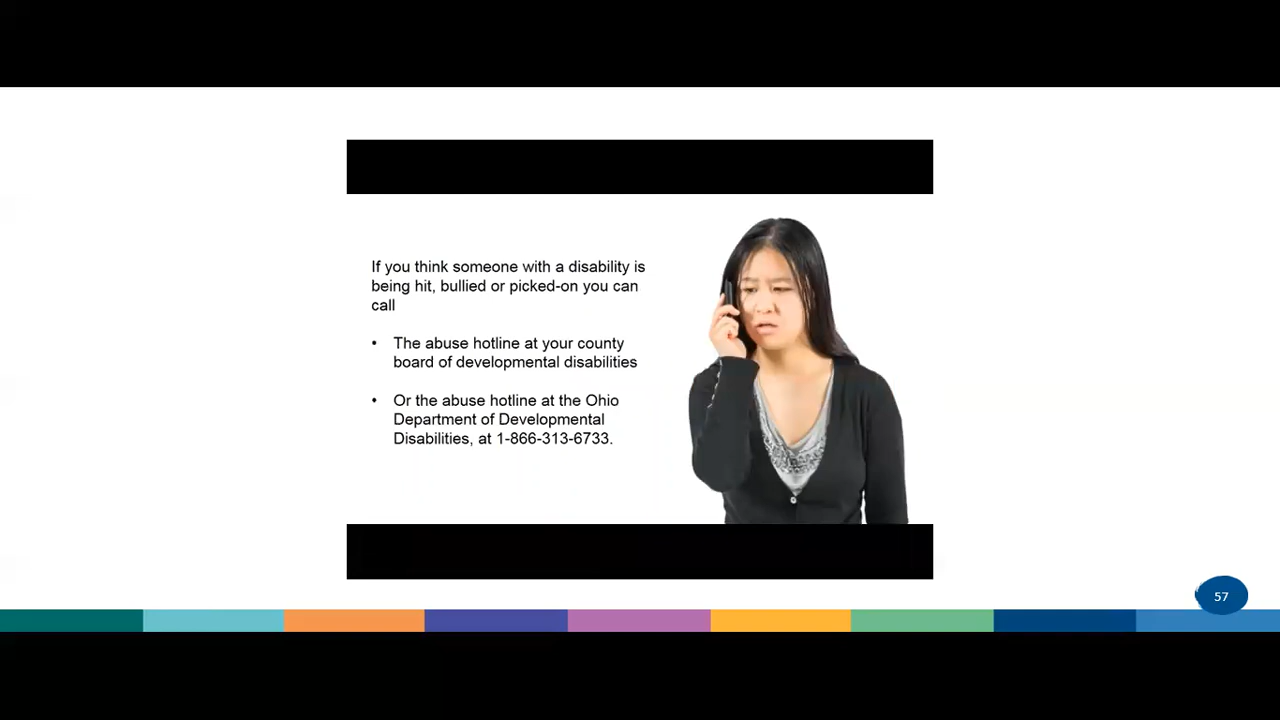 If you think someone with a disability is
being hit, bullied or picked-on you can
call
• The abuse hotline at your county
board of developmental disabilities
• Or the abuse hotline at the Ohio
Department of Developmental
Disabilities, at 1-866-313-6733.
57